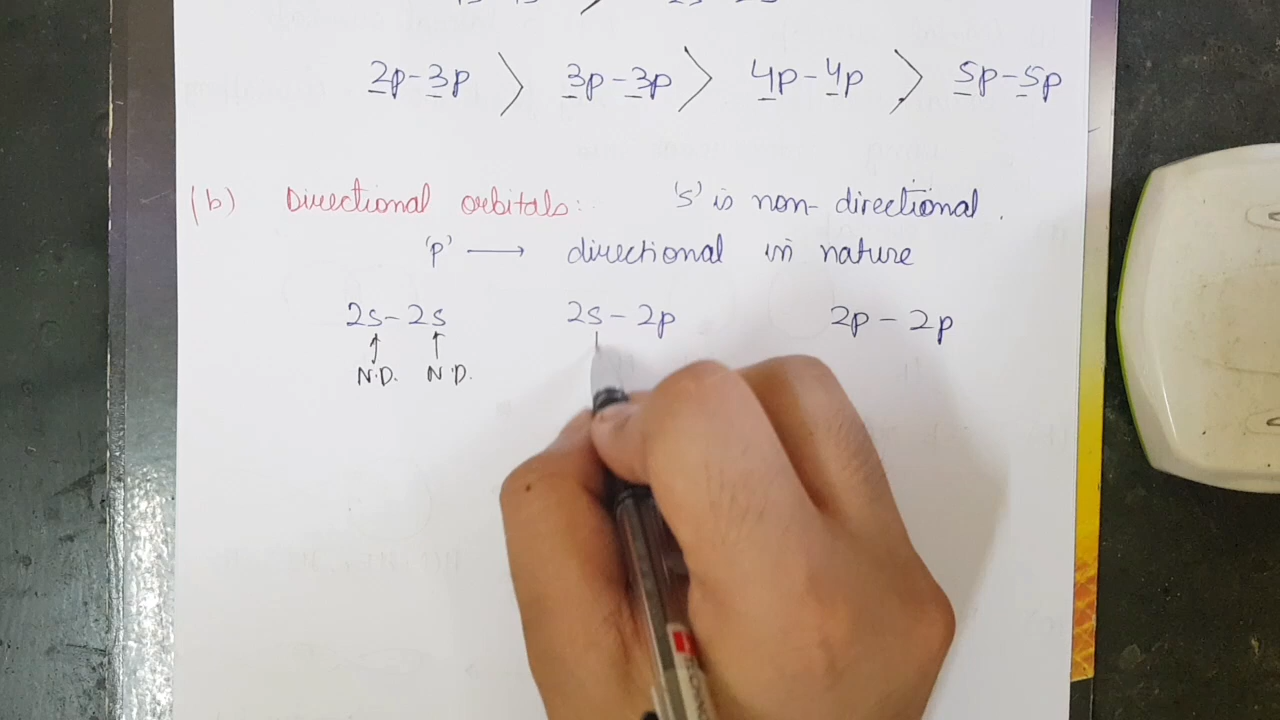 2p-3p > 3p-3p > 4p-4p > 5p-5p
(b) Directional orbitals: 's' is non-directional.
'p' → directional in nature
2s-2s 2s-2p 2p-2p
↑ ↑
N.D. N.D.